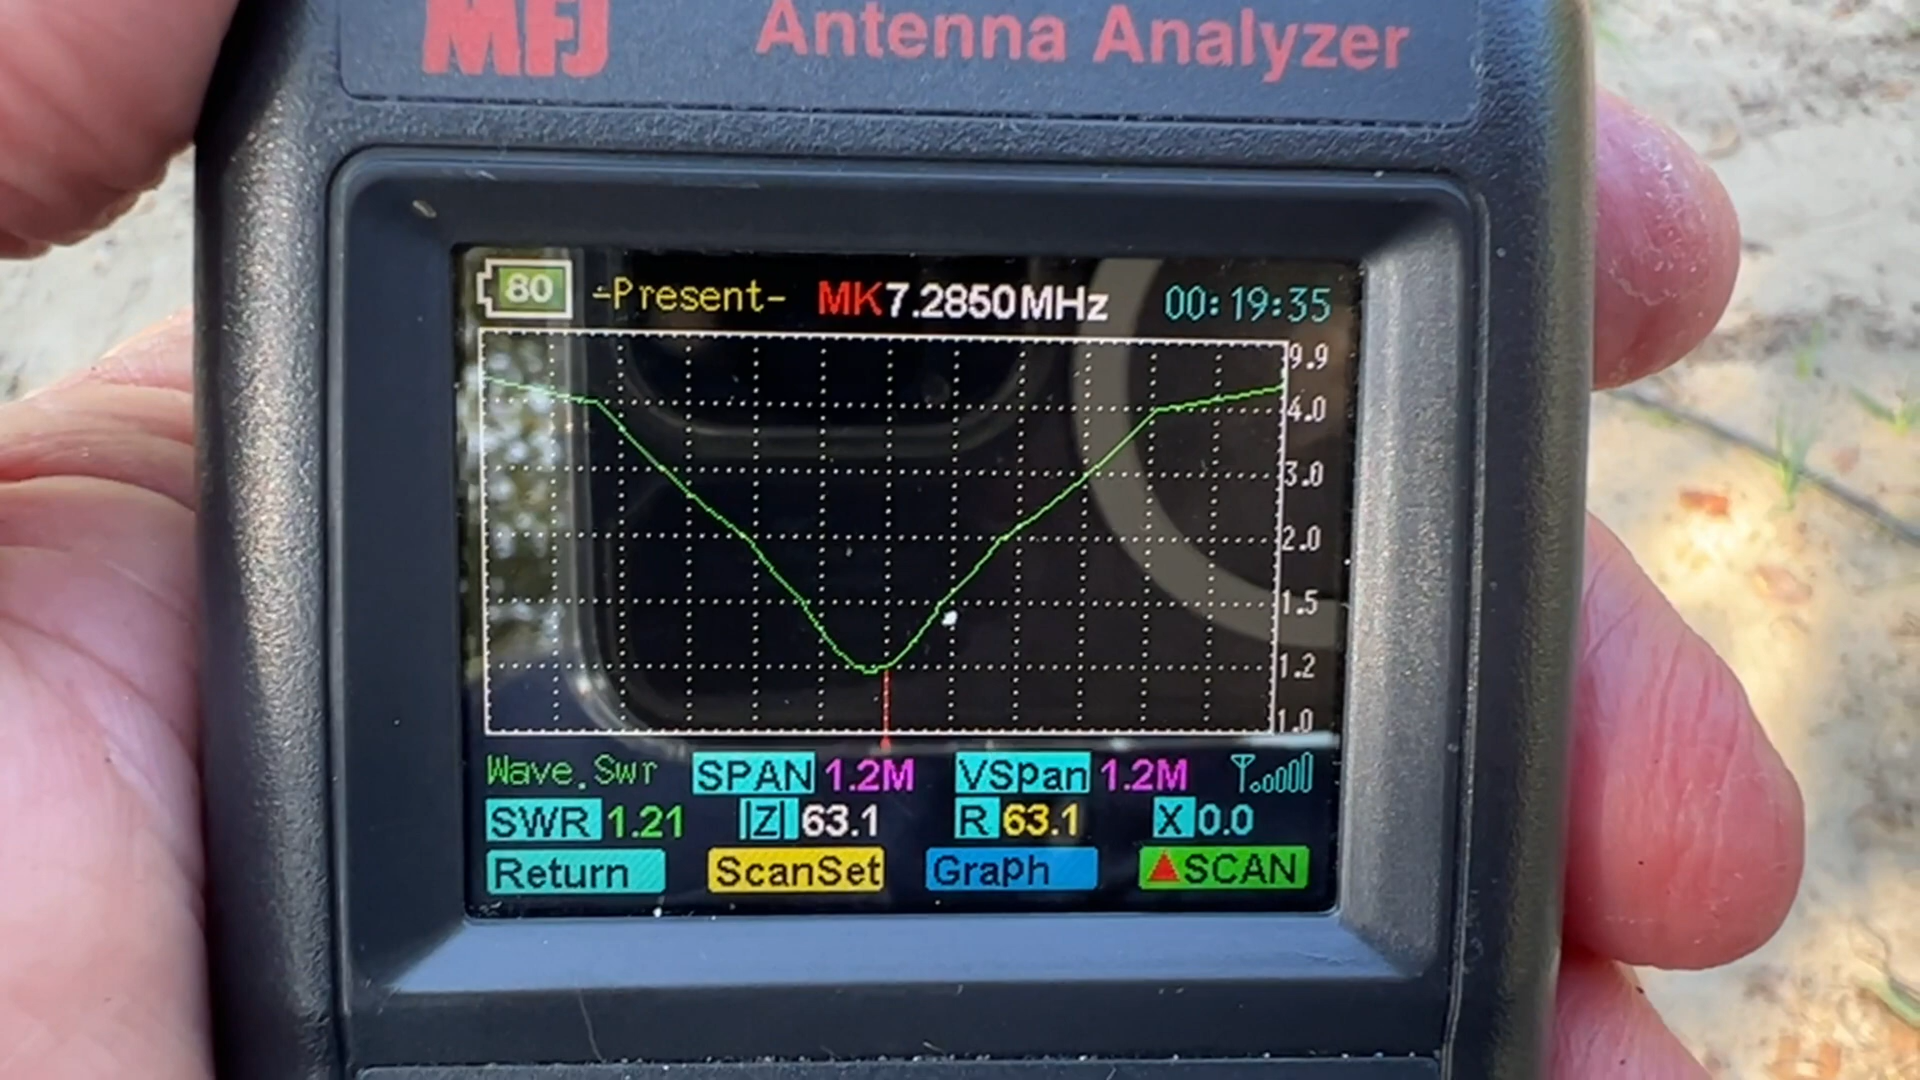 MFJ Antenna Analyzer
80 -Present- MK7.2850MHz 00:19:35
9.9
4.0
3.0
2.0
1.5
1.2
1.0
Wave.Swr SPAN 1.2M VSpan 1.2M
SWR 1.21 |Z| 63.1 R 63.1 X 0.0
Return ScanSet Graph ▲SCAN